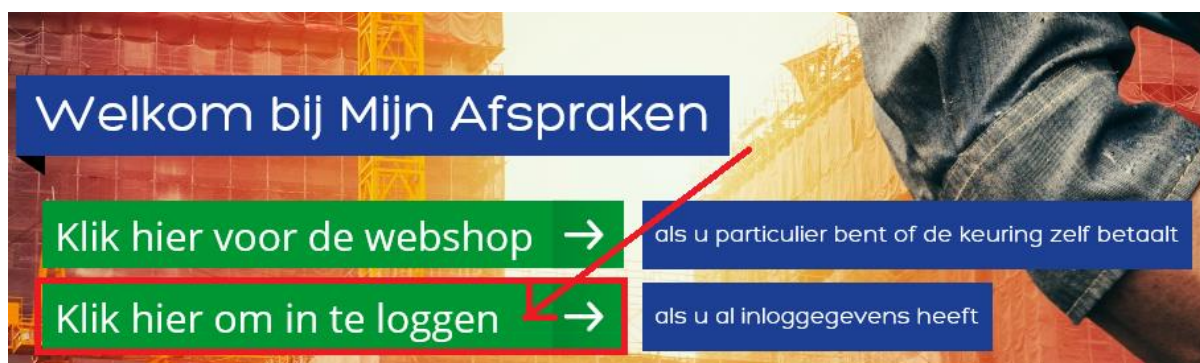 Welkom bij Mijn Afspraken
Klik hier voor de webshop → als u particulier bent of de keuring zelf betaalt
Klik hier om in te loggen → als u al inloggegevens heeft